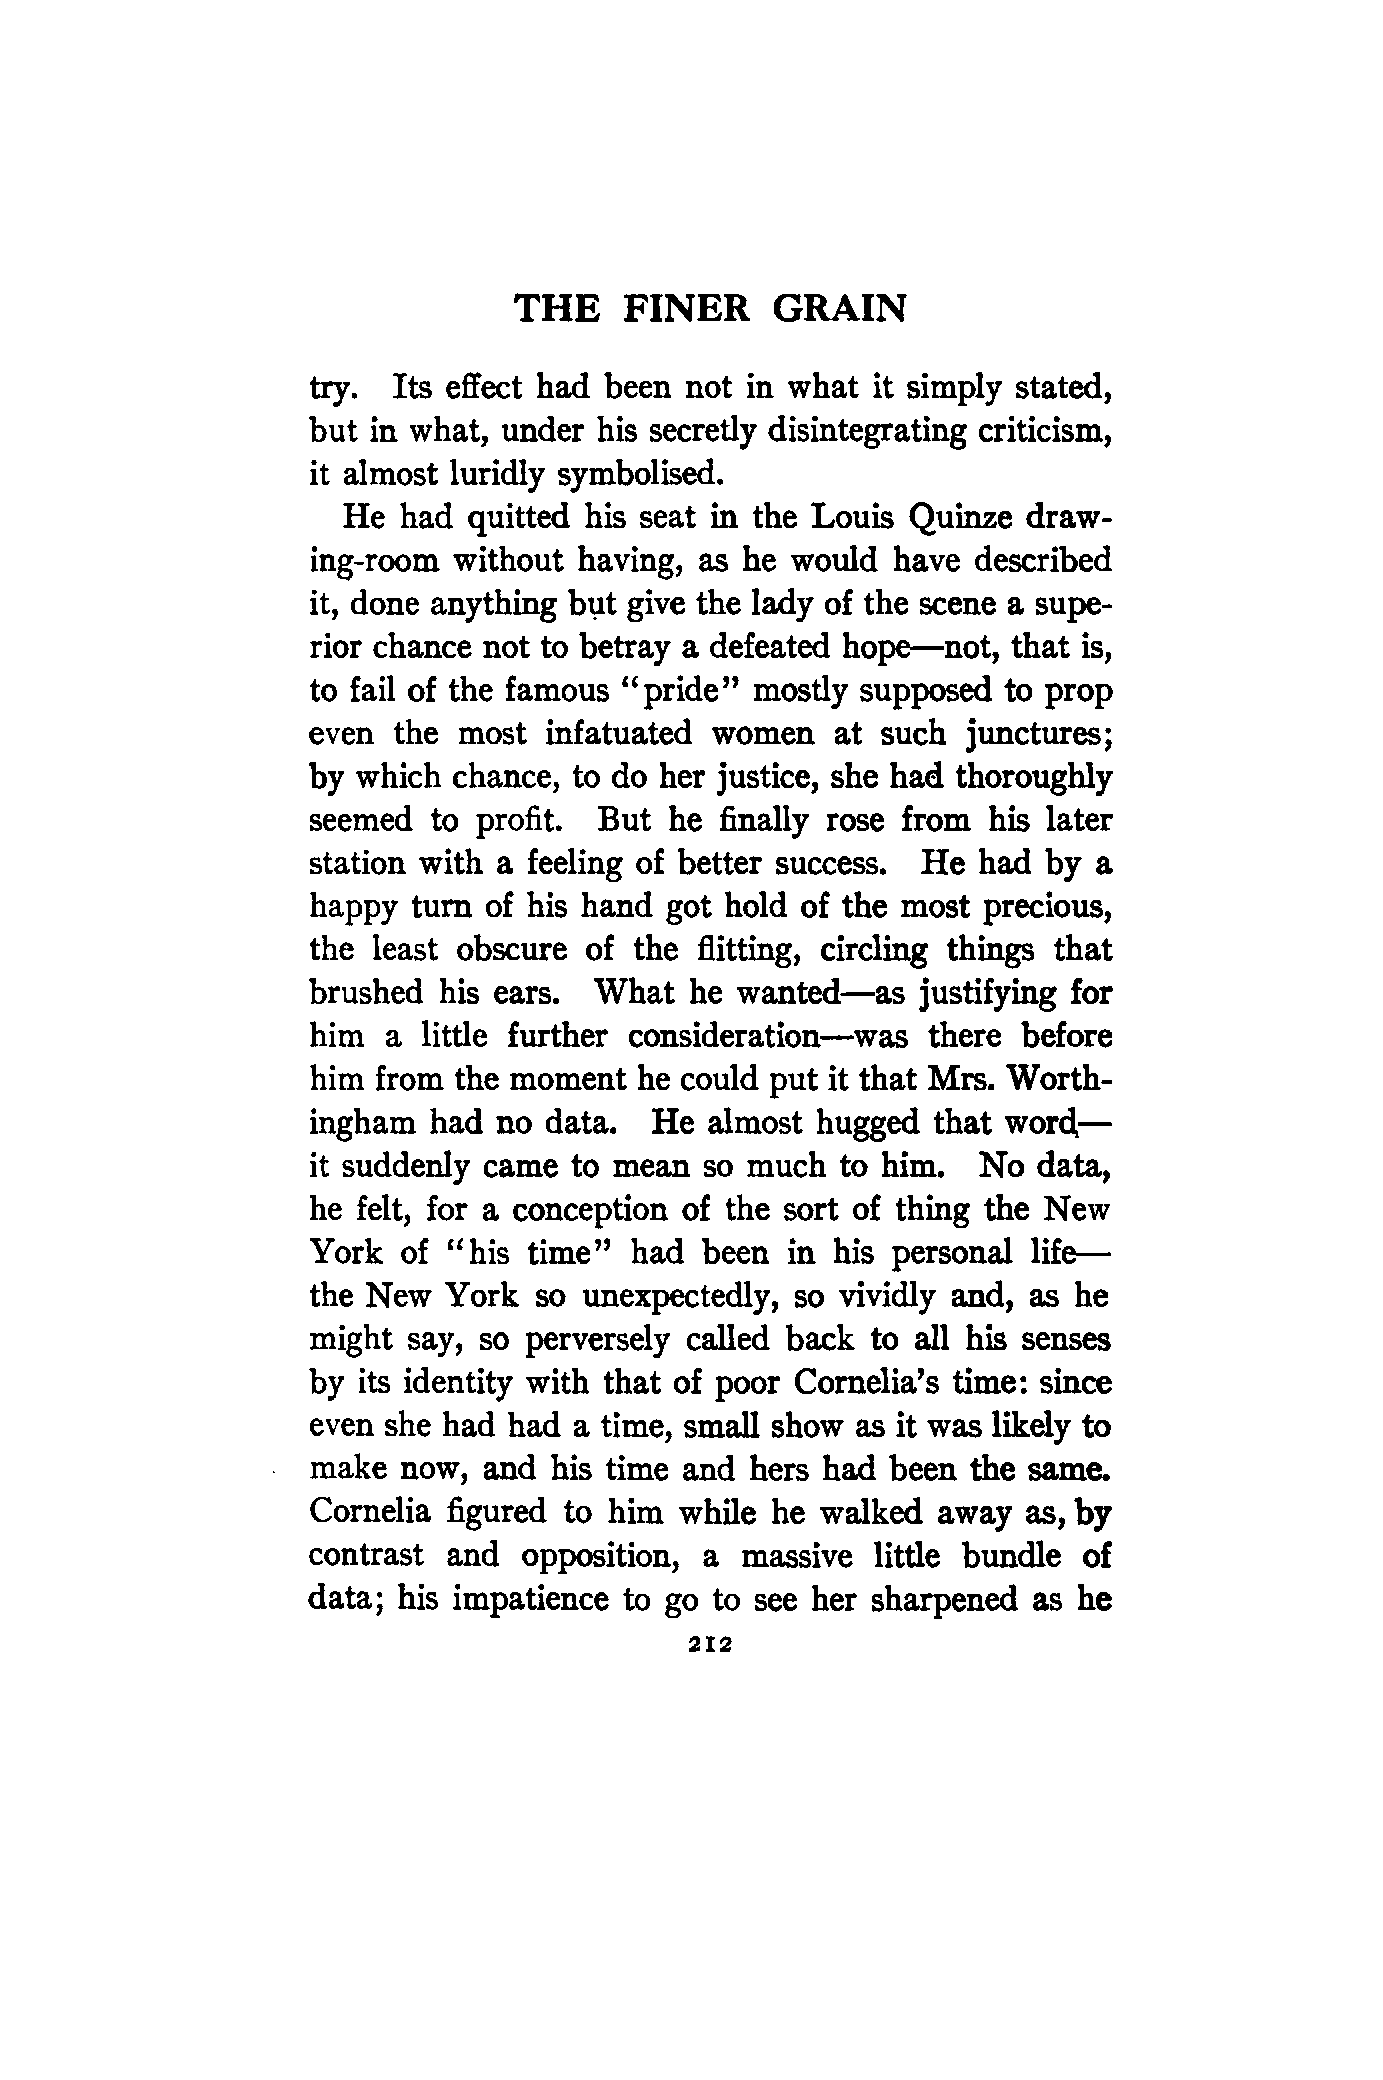 THE FINER GRAIN
try. Its effect had been not in what it simply stated,
but in what, under his secretly disintegrating criticism,
it almost luridly symbolised.
He had quitted his seat in the Louis Quinze draw-
ing-room without having, as he would have described
it, done anything but give the lady of the scene a supe-
rior chance not to betray a defeated hope—not, that is,
to fail of the famous “pride” mostly supposed to prop
even the most infatuated women at such junctures;
by which chance, to do her justice, she had thoroughly
seemed to profit. But he finally rose from his later
station with a feeling of better success. He had by a
happy turn of his hand got hold of the most precious,
the least obscure of the flitting, circling things that
brushed his ears. What he wanted—as justifying for
him a little further consideration—was there before
him from the moment he could put it that Mrs. Worth-
ingham had no data. He almost hugged that word,—
it suddenly came to mean so much to him. No data,
he felt, for a conception of the sort of thing the New
York of “his time” had been in his personal life—
the New York so unexpectedly, so vividly and, as he
might say, so perversely called back to all his senses
by its identity with that of poor Cornelia’s time: since
even she had had a time, small show as it was likely to
make now, and his time and hers had been the same.
Cornelia figured to him while he walked away as, by
contrast and opposition, a massive little bundle of
data; his impatience to go to see her sharpened as he
212